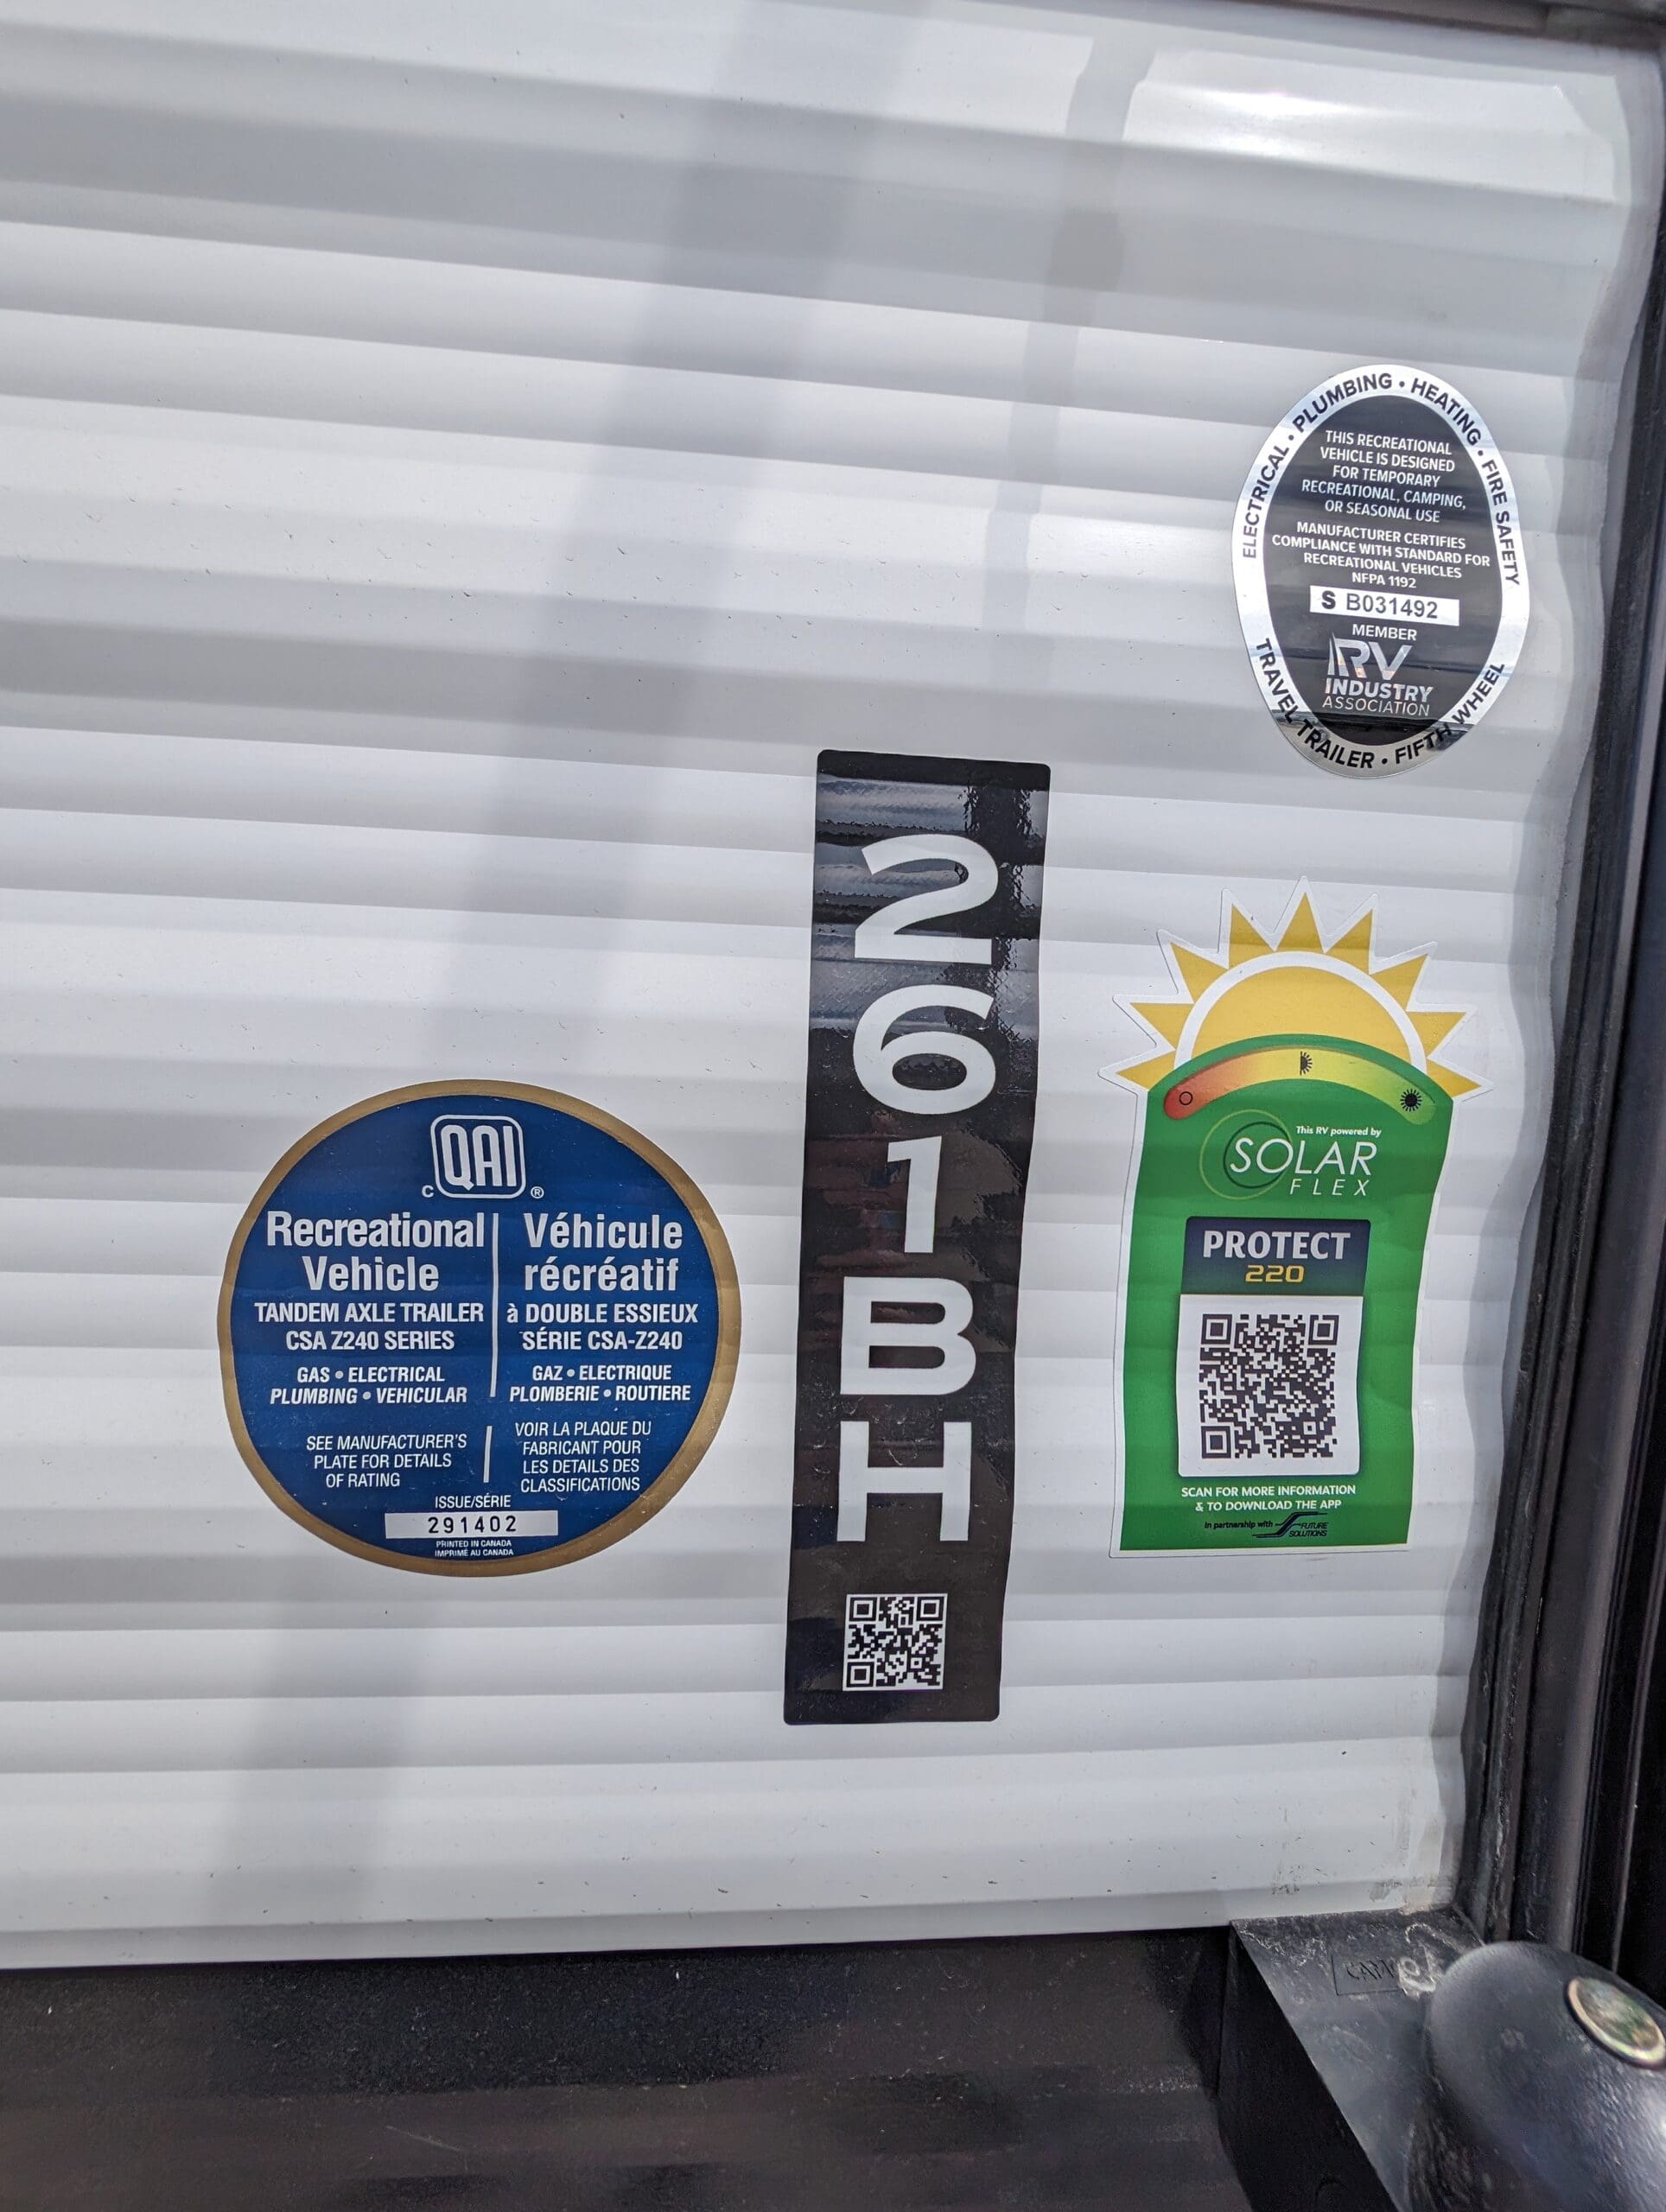 ELECTRICAL • PLUMBING • HEATING • FIRE SAFETY
THIS RECREATIONAL
VEHICLE IS DESIGNED
FOR TEMPORARY
RECREATIONAL, CAMPING,
OR SEASONAL USE
MANUFACTURER CERTIFIES
COMPLIANCE WITH STANDARD FOR
RECREATIONAL VEHICLES
NFPA 1192
S B031492
MEMBER
RV
INDUSTRY
ASSOCIATION
TRAVEL TRAILER • FIFTH WHEEL
C QAI ®
Recreational
Vehicle
TANDEM AXLE TRAILER
CSA Z240 SERIES
GAS • ELECTRICAL
PLUMBING • VEHICULAR
SEE MANUFACTURER'S
PLATE FOR DETAILS
OF RATING
Véhicule
récréatif
à DOUBLE ESSIEUX
SÉRIE CSA-Z240
GAZ • ELECTRIQUE
PLOMBERIE • ROUTIERE
VOIR LA PLAQUE DU
FABRICANT POUR
LES DETAILS DES
CLASSIFICATIONS
ISSUE/SÉRIE
291402
PRINTED IN CANADA
IMPRIMÉ AU CANADA
261BH
This RV powered by
SOLAR
FLEX
PROTECT
220
SCAN FOR MORE INFORMATION
& TO DOWNLOAD THE APP
in partnership with FUTURE
SOLUTIONS